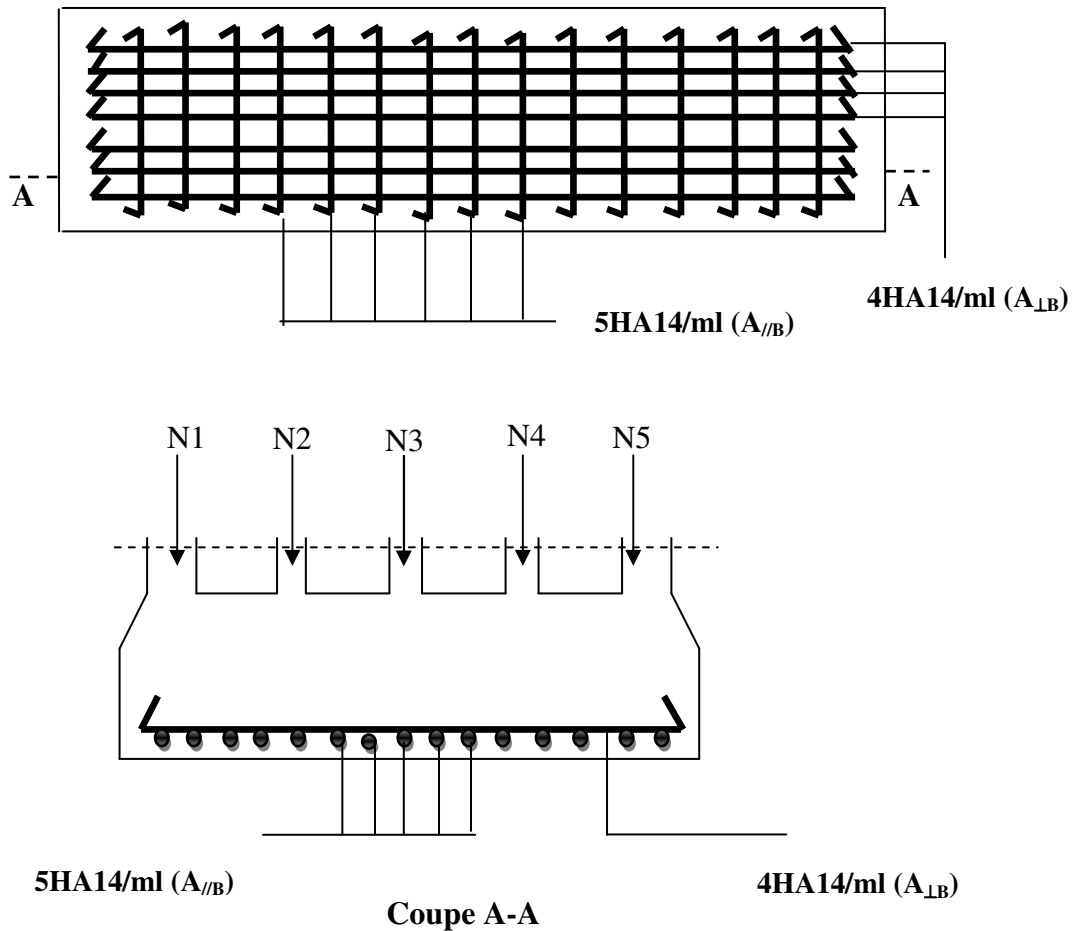 A A
4HA14/ml (A⊥B)
5HA14/ml (A//B)
N1 N2 N3 N4 N5
5HA14/ml (A//B)
4HA14/ml (A⊥B)
Coupe A-A